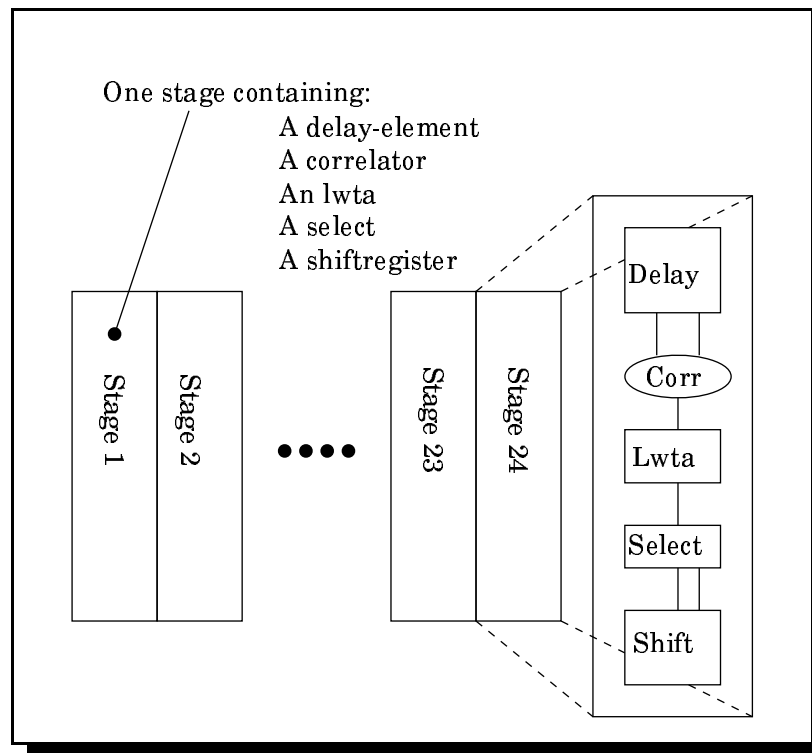 One stage containing:
A delay-element
A correlator
An lwta
A select
A shiftregister
Stage 1
Stage 2
Stage 23
Stage 24
Delay
Corr
Lwta
Select
Shift